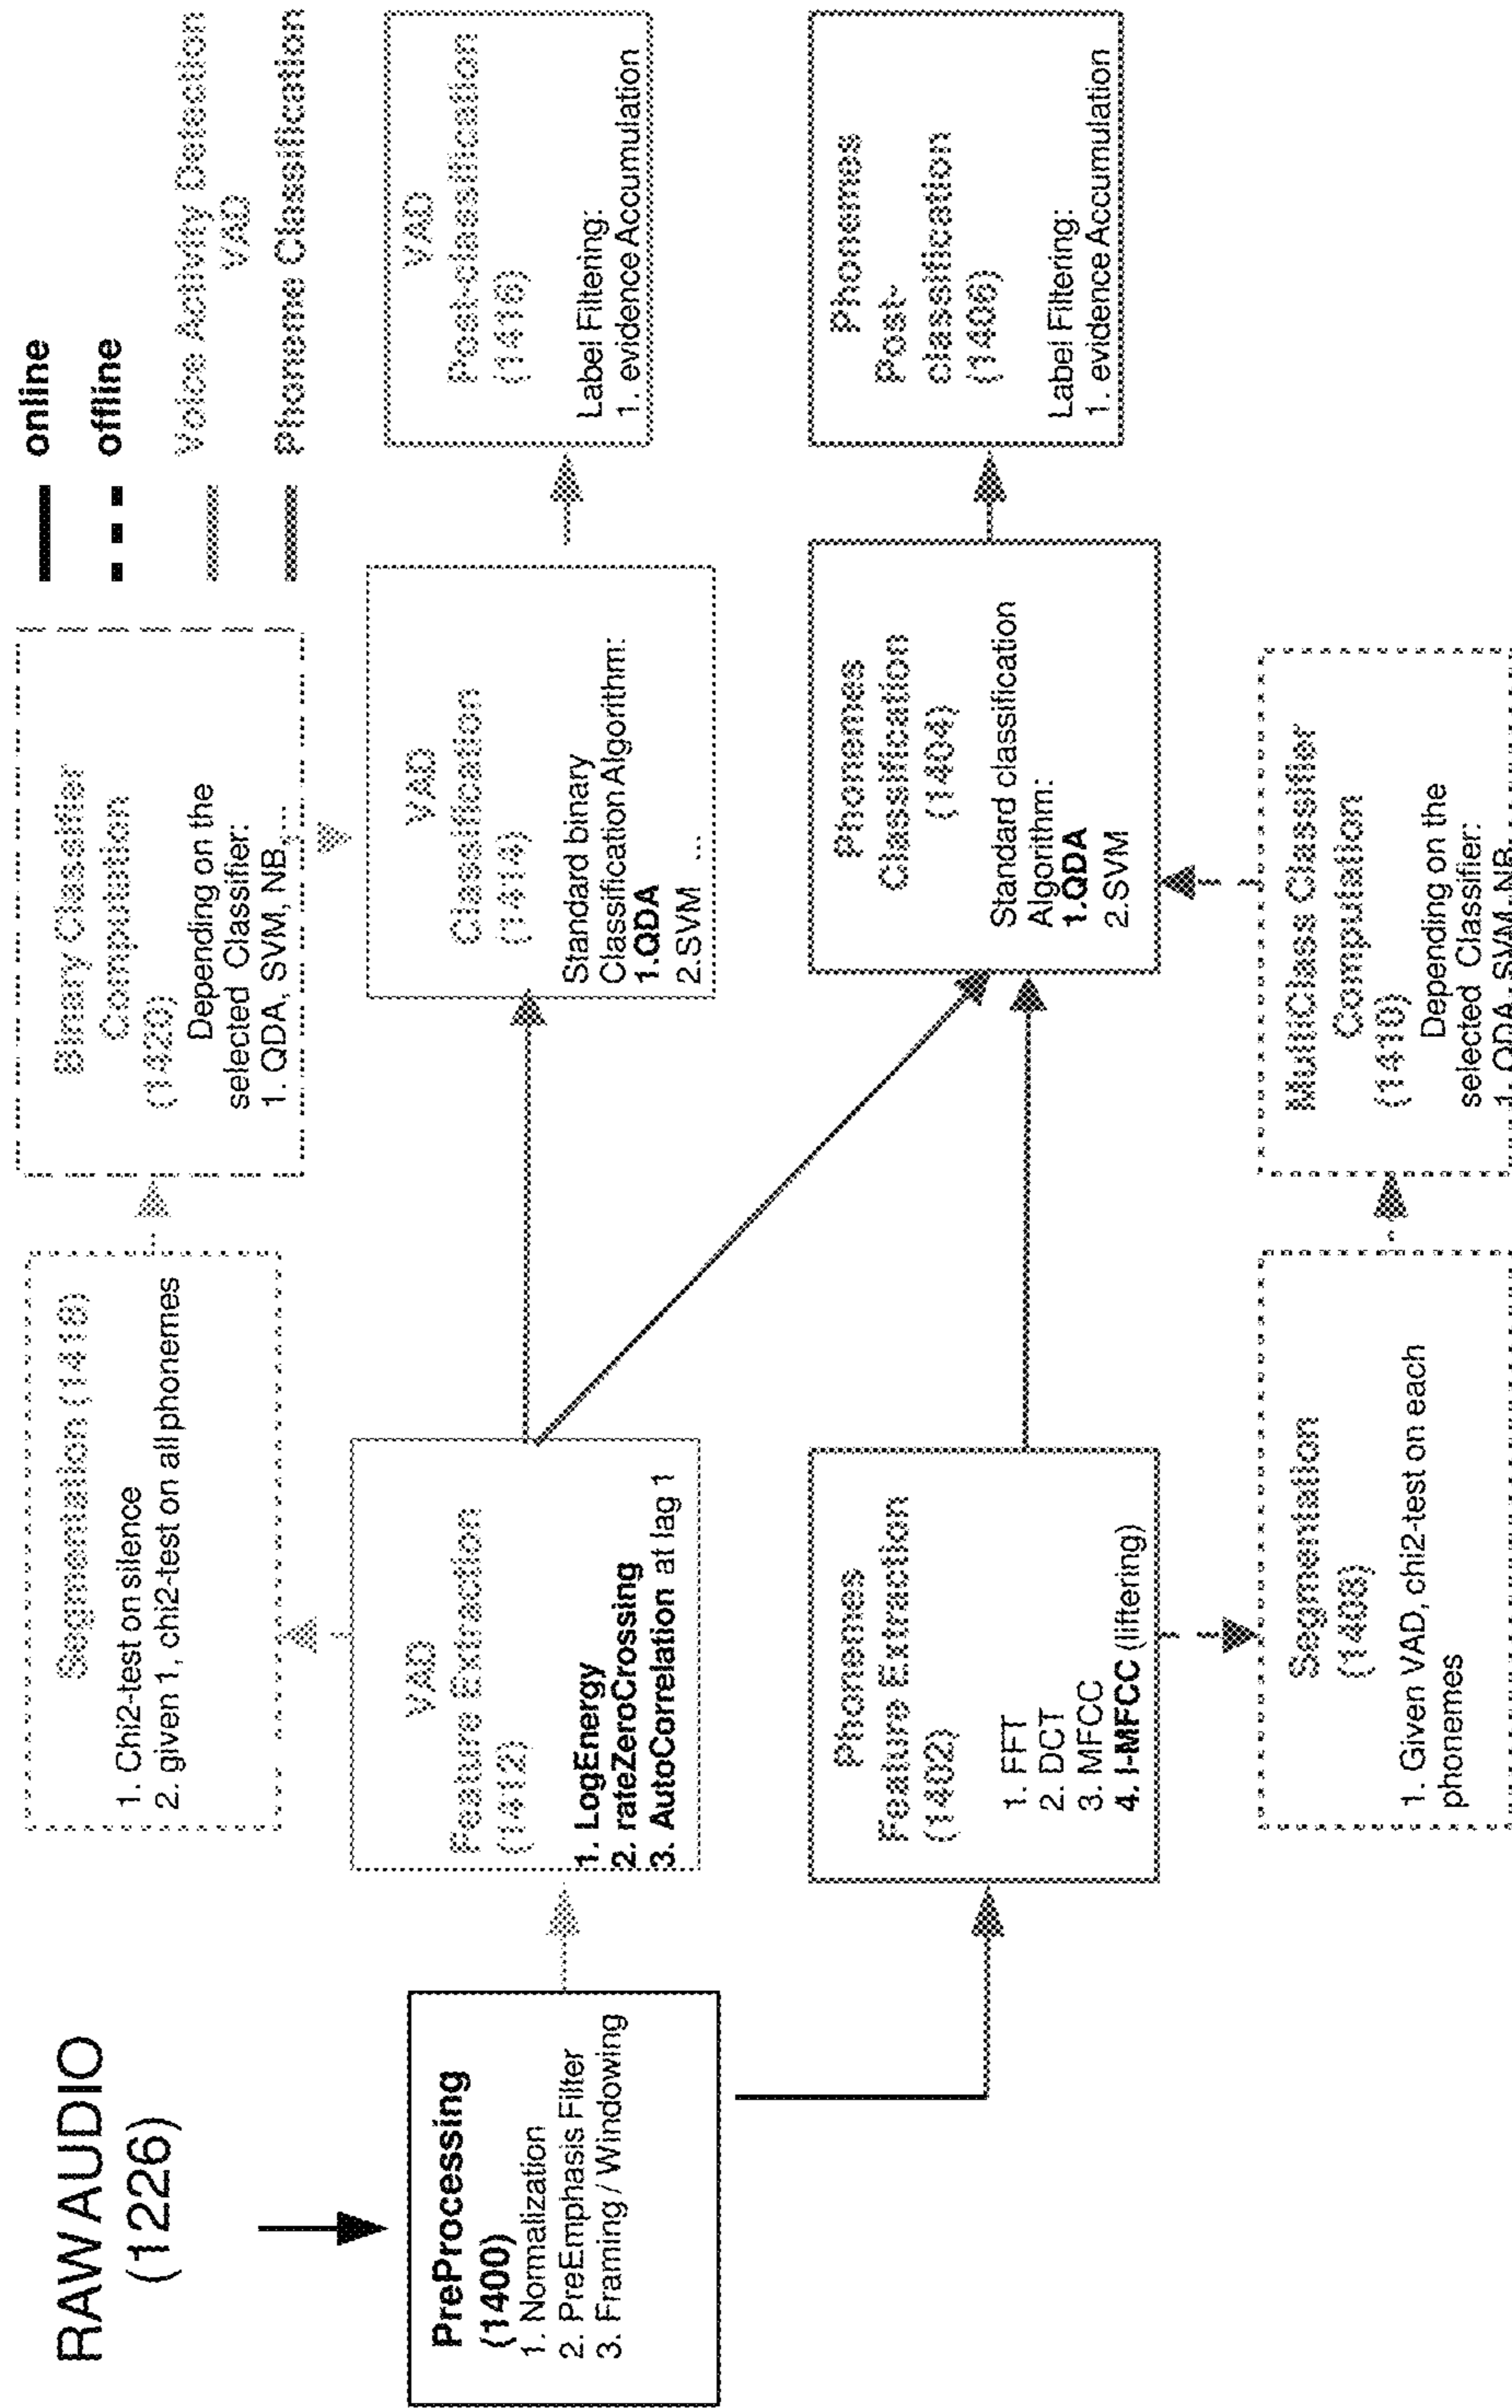 RAW AUDIO
(1226)
PreProcessing
(1400)
1. Normalization
2. PreEmphasis Filter
3. Framing / Windowing
Segmentation (1418)
1. Chi2-test on silence
2. given 1, chi2-test on all phonemes
VAD
Feature Extraction
(1412)
1. LogEnergy
2. rateZeroCrossing
3. AutoCorrelation at lag 1
Phonemes
Feature Extraction
(1402)
1. FFT
2. DCT
3. MFCC
4. I-MFCC (liftering)
Segmentation
(1408)
1. Given VAD, chi2-test on each
phonemes
Binary Classifier
Computation
(1420)
Depending on the
selected Classifier:
1. QDA, SVM, NB, ...
VAD
Classification
(1414)
Standard binary
Classification Algorithm:
1.QDA
2.SVM ...
Phonemes
Classification
(1404)
Standard classification
Algorithm:
1.QDA
2.SVM
MultiClass Classifier
Computation
(1410)
Depending on the
selected Classifier:
1. QDA, SVM, NB
online
offline
Voice Activity Detection
VAD
Phoneme Classification
VAD
Post-classification
(1416)
Label Filtering:
1. evidence Accumulation
Phonemes
Post-
classification
(1406)
Label Filtering:
1. evidence Accumulation